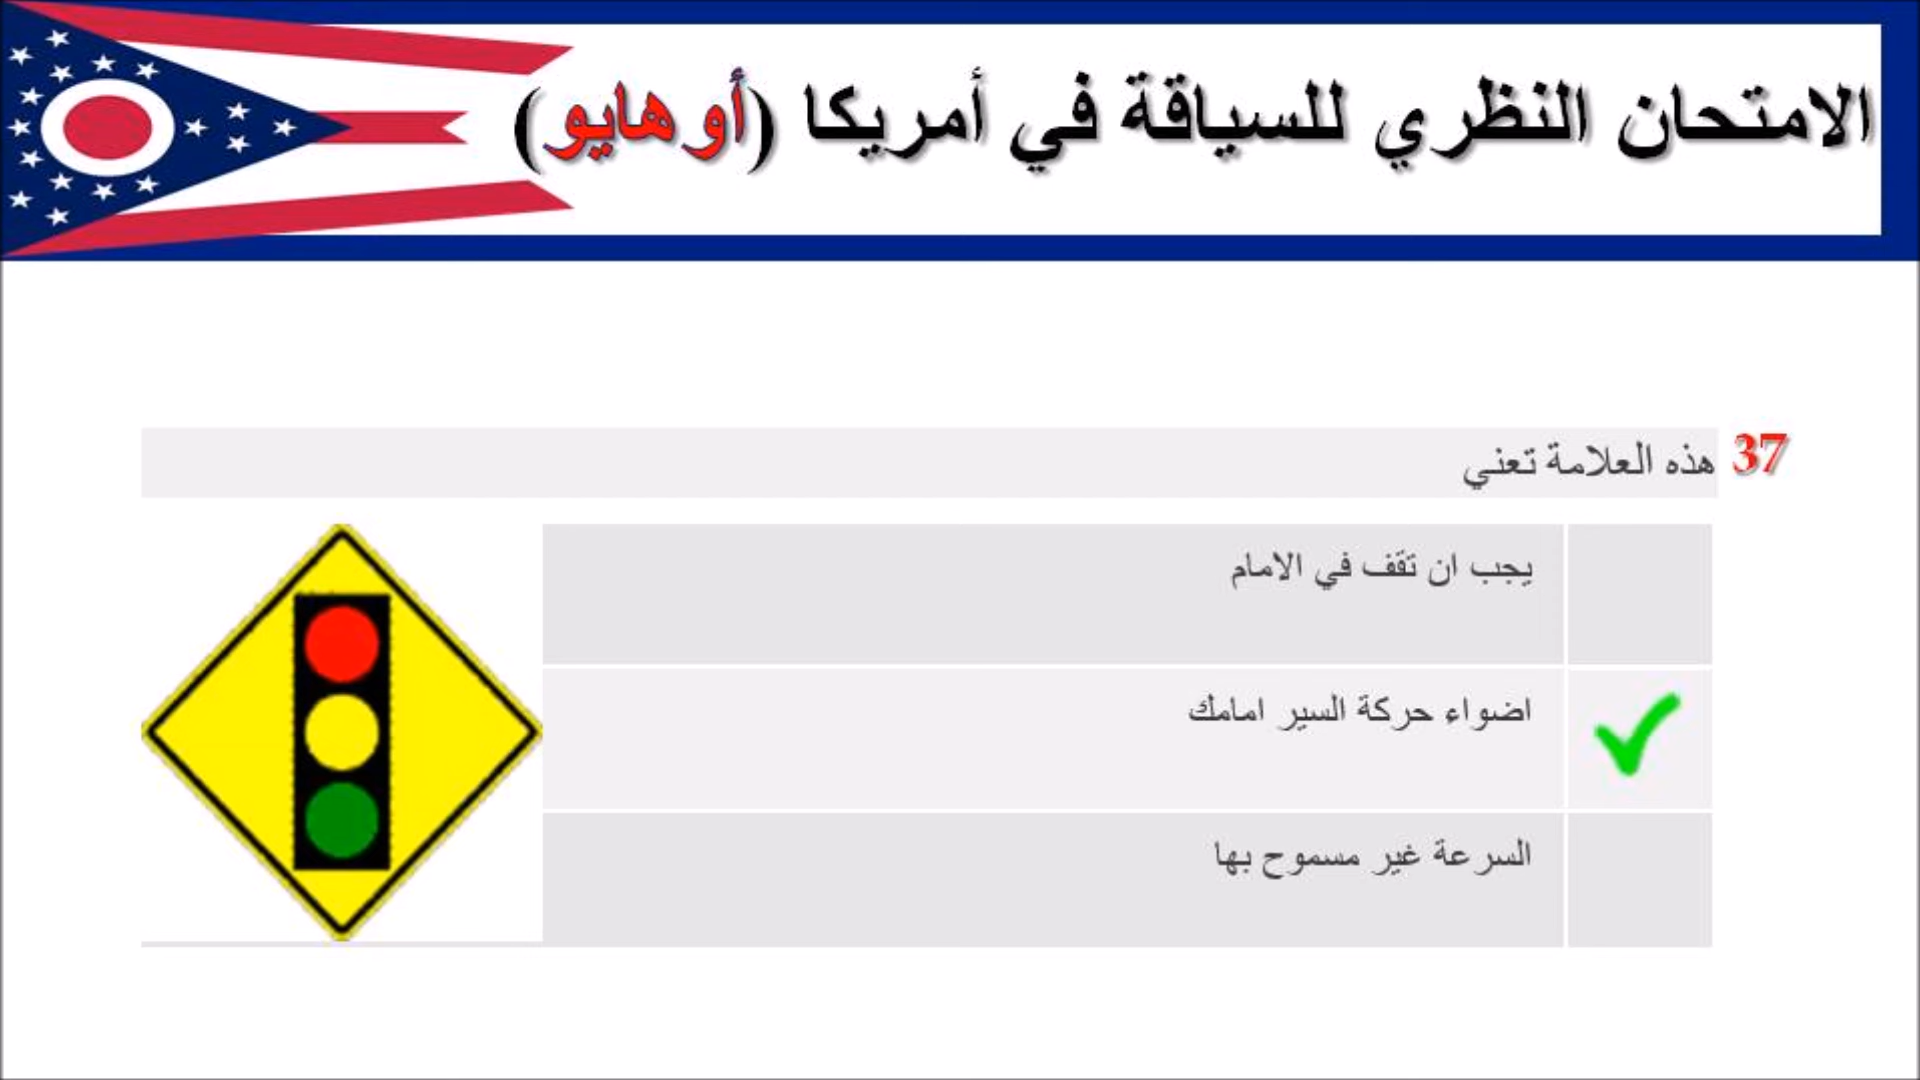 الامتحان النظري للسياقة في أمريكا (أوهايو)
37 هذه العلامة تعني
يجب ان تقف في الامام
اضواء حركة السير امامك
السرعة غير مسموح بها